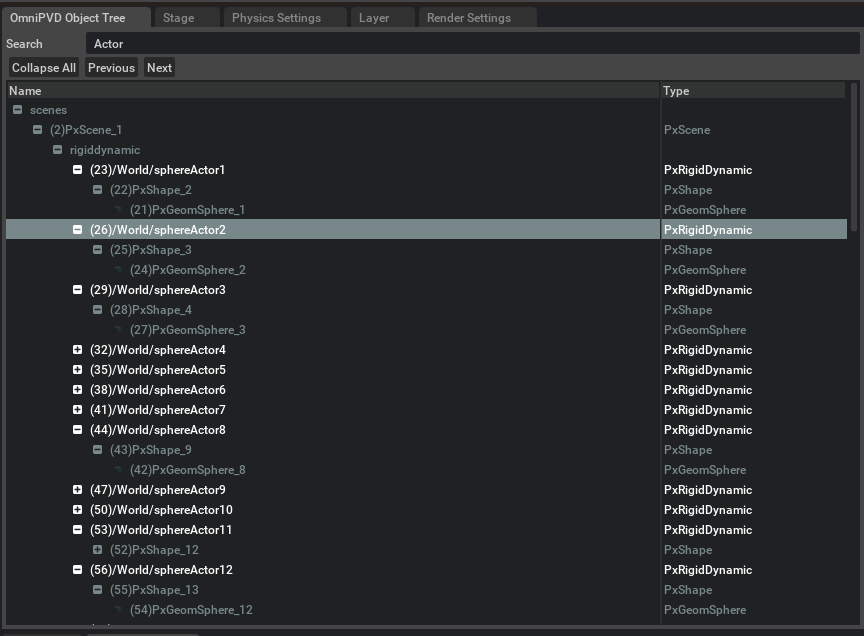 OmniPVD Object Tree Stage Physics Settings Layer Render Settings
Search Actor
Collapse All Previous Next
Name Type
scenes
(2)PxScene_1 PxScene
rigiddynamic
(23)/World/sphereActor1 PxRigidDynamic
(22)PxShape_2 PxShape
(21)PxGeomSphere_1 PxGeomSphere
(26)/World/sphereActor2 PxRigidDynamic
(25)PxShape_3 PxShape
(24)PxGeomSphere_2 PxGeomSphere
(29)/World/sphereActor3 PxRigidDynamic
(28)PxShape_4 PxShape
(27)PxGeomSphere_3 PxGeomSphere
(32)/World/sphereActor4 PxRigidDynamic
(35)/World/sphereActor5 PxRigidDynamic
(38)/World/sphereActor6 PxRigidDynamic
(41)/World/sphereActor7 PxRigidDynamic
(44)/World/sphereActor8 PxRigidDynamic
(43)PxShape_9 PxShape
(42)PxGeomSphere_8 PxGeomSphere
(47)/World/sphereActor9 PxRigidDynamic
(50)/World/sphereActor10 PxRigidDynamic
(53)/World/sphereActor11 PxRigidDynamic
(52)PxShape_12 PxShape
(56)/World/sphereActor12 PxRigidDynamic
(55)PxShape_13 PxShape
(54)PxGeomSphere_12 PxGeomSphere